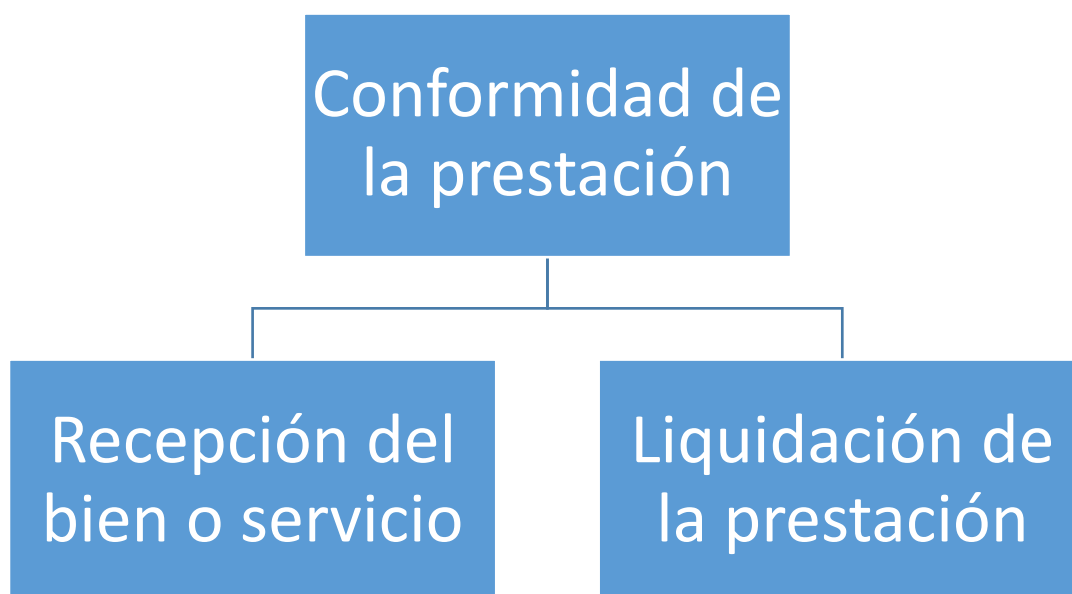 Conformidad de
la prestación
Recepción del
bien o servicio
Liquidación de
la prestación